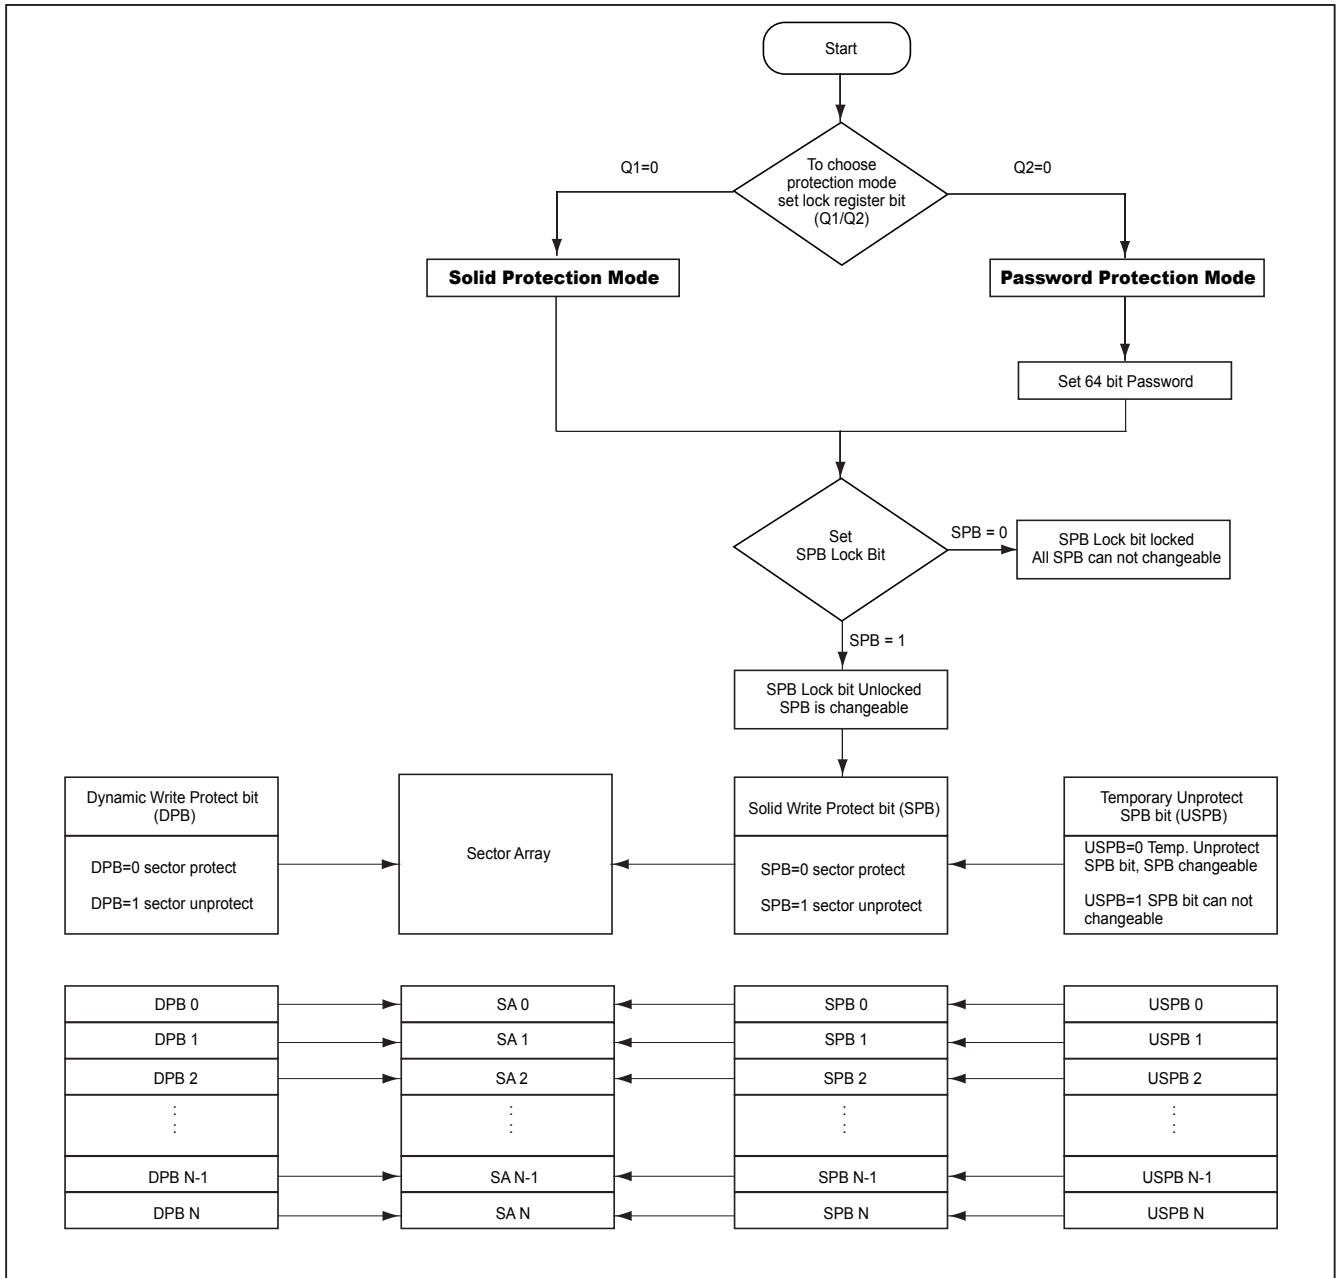 Start
To choose
protection mode
set lock register bit
(Q1/Q2)
Q1=0
Q2=0
Solid Protection Mode
Password Protection Mode
Set 64 bit Password
Set
SPB Lock Bit
SPB = 0
SPB Lock bit locked
All SPB can not changeable
SPB = 1
SPB Lock bit Unlocked
SPB is changeable
Dynamic Write Protect bit
(DPB)
DPB=0 sector protect
DPB=1 sector unprotect
Sector Array
Solid Write Protect bit (SPB)
SPB=0 sector protect
SPB=1 sector unprotect
Temporary Unprotect
SPB bit (USPB)
USPB=0 Temp. Unprotect
SPB bit, SPB changeable
USPB=1 SPB bit can not
changeable
DPB 0
SA 0
SPB 0
USPB 0
DPB 1
SA 1
SPB 1
USPB 1
DPB 2
SA 2
SPB 2
USPB 2
DPB N-1
SA N-1
SPB N-1
USPB N-1
DPB N
SA N
SPB N
USPB N